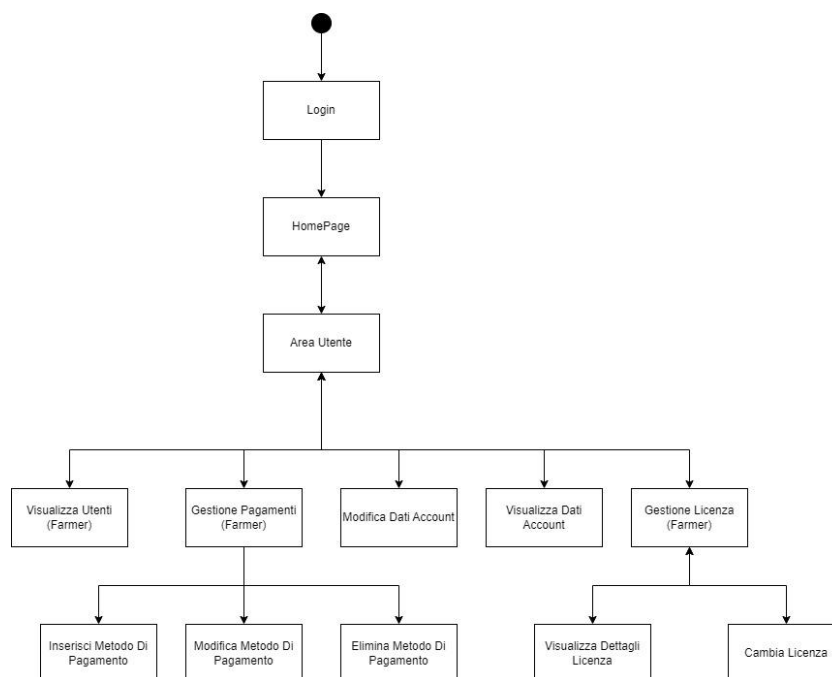 Login
HomePage
Area Utente
Visualizza Utenti
(Farmer)
Gestione Pagamenti
(Farmer)
Modifica Dati Account
Visualizza Dati
Account
Gestione Licenza
(Farmer)
Inserisci Metodo Di
Pagamento
Modifica Metodo Di
Pagamento
Elimina Metodo Di
Pagamento
Visualizza Dettagli
Licenza
Cambia Licenza